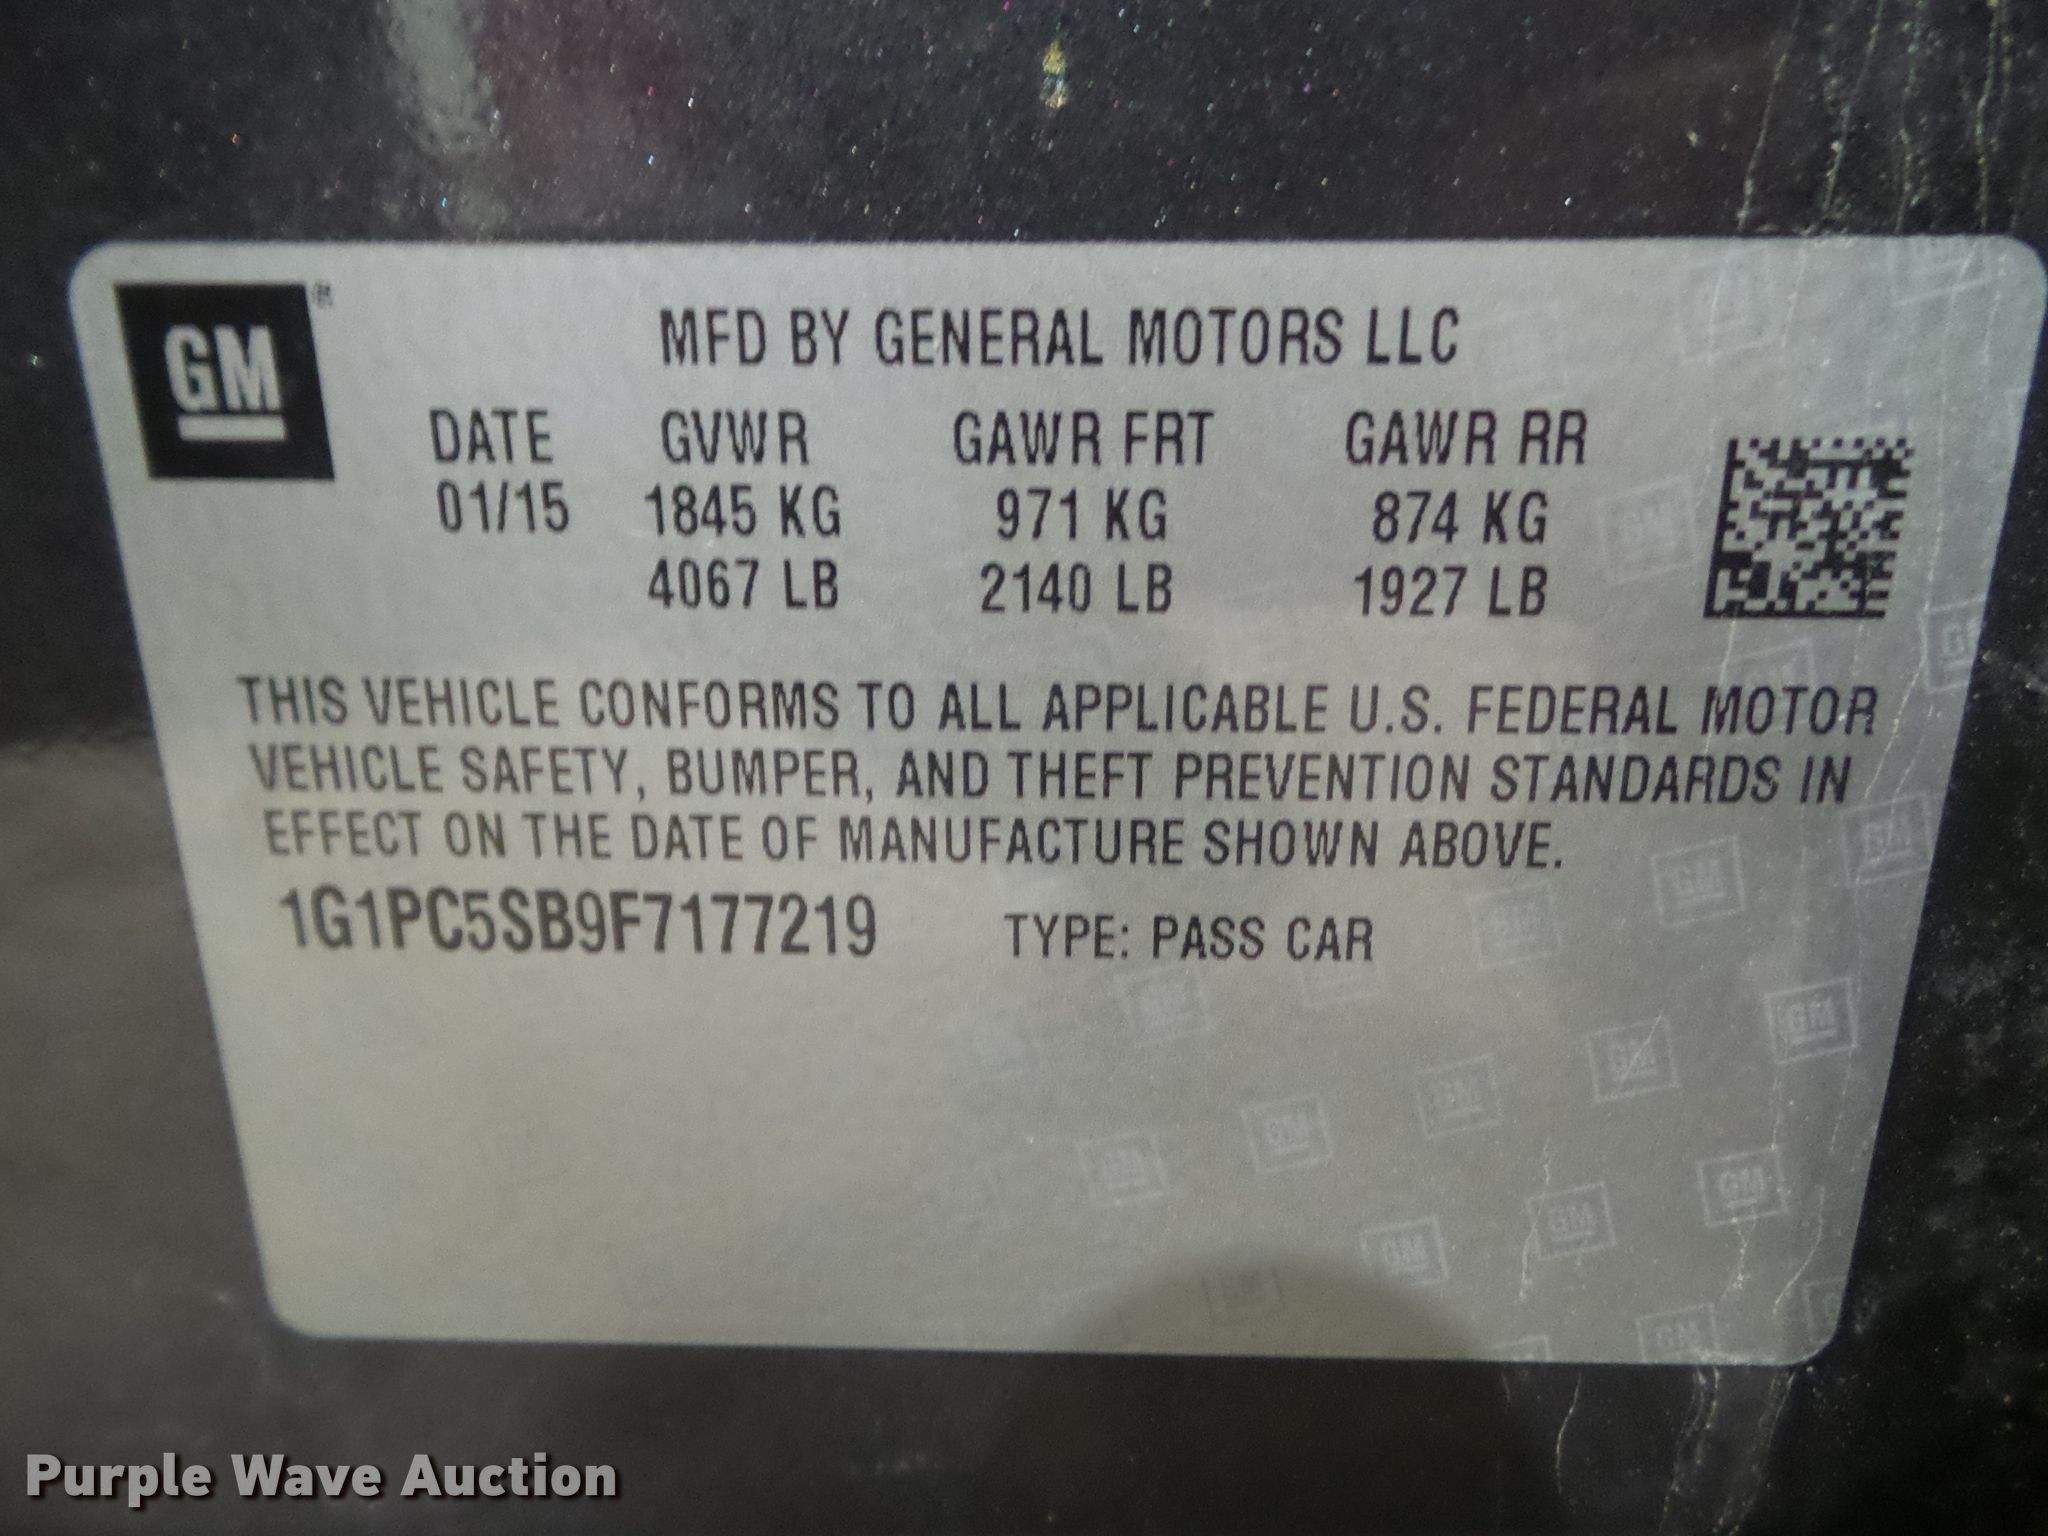 GM
MFD BY GENERAL MOTORS LLC
DATE GVWR GAWR FRT GAWR RR
01/15 1845 KG 971 KG 874 KG
4067 LB 2140 LB 1927 LB
THIS VEHICLE CONFORMS TO ALL APPLICABLE U.S. FEDERAL MOTOR
VEHICLE SAFETY, BUMPER, AND THEFT PREVENTION STANDARDS IN
EFFECT ON THE DATE OF MANUFACTURE SHOWN ABOVE.
1G1PC5SB9F7177219 TYPE: PASS CAR
Purple Wave Auction